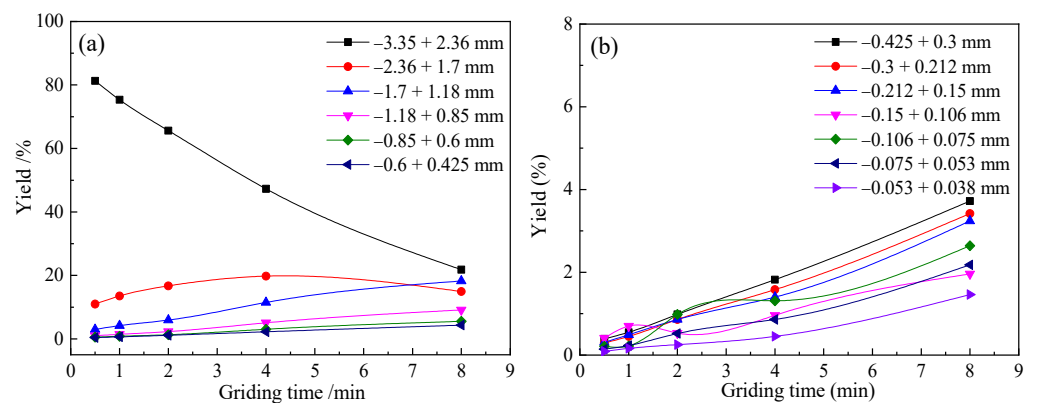 (a)
–3.35 + 2.36 mm
–2.36 + 1.7 mm
–1.7 + 1.18 mm
–1.18 + 0.85 mm
–0.85 + 0.6 mm
–0.6 + 0.425 mm
100
80
60
40
20
0
Yield /%
0 1 2 3 4 5 6 7 8 9
Griding time /min
(b)
–0.425 + 0.3 mm
–0.3 + 0.212 mm
–0.212 + 0.15 mm
–0.15 + 0.106 mm
–0.106 + 0.075 mm
–0.075 + 0.053 mm
–0.053 + 0.038 mm
8
6
4
2
0
Yield (%)
0 1 2 3 4 5 6 7 8 9
Griding time (min)